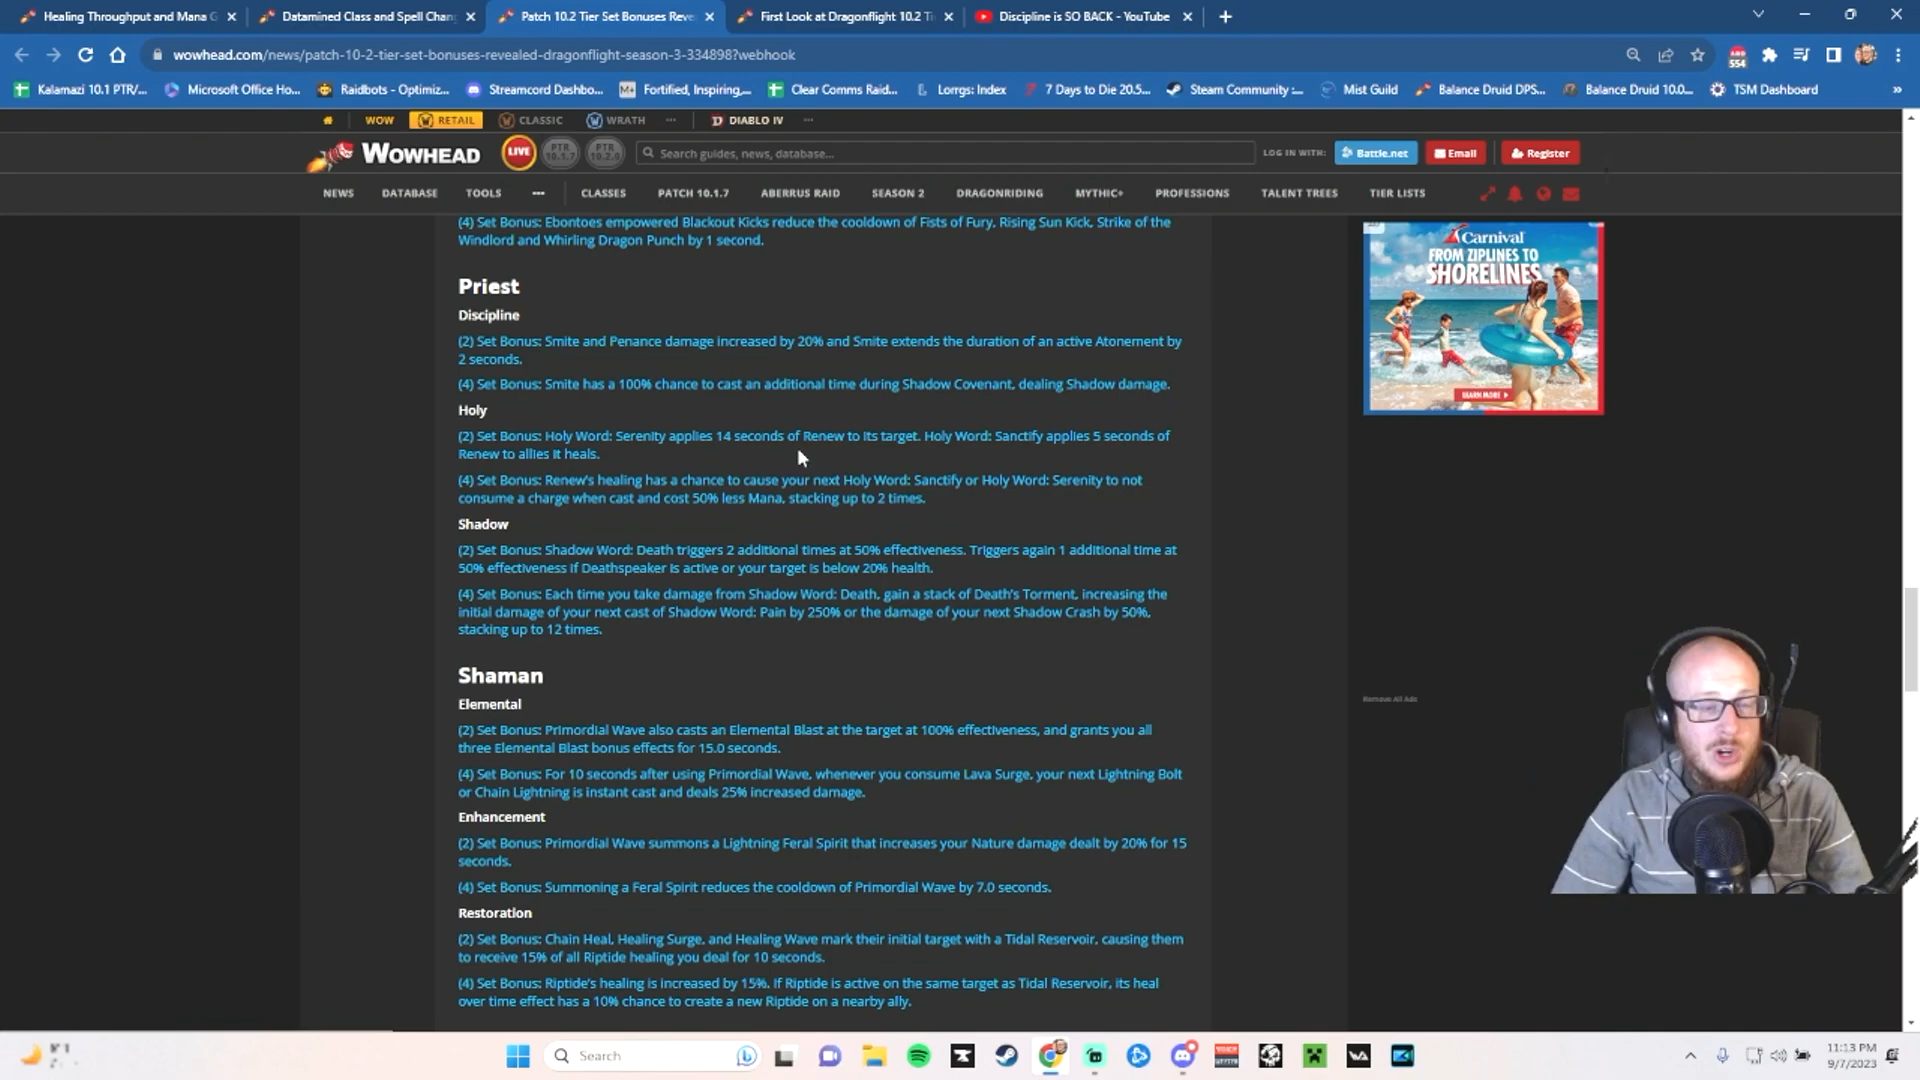 Healing Throughput and Mana G
Datamined Class and Spell Chan
Patch 10.2 Tier Set Bonuses Reve
First Look at Dragonflight 10.2 Ti
Discipline is SO BACK - YouTube
wowhead.com/news/patch-10-2-tier-set-bonuses-revealed-dragonflight-season-3-334898?webhook
554
Kalamazi 10.1 PTR/...
Microsoft Office Ho...
Raidbots - Optimiz...
Streamcord Dashbo...
M+ Fortified, Inspiring,...
Clear Comms Raid...
Lorrgs: Index
7 Days to Die 20.5...
Steam Community :...
Mist Guild
Balance Druid DPS...
Balance Druid 10.0...
TSM Dashboard
WOW RETAIL CLASSIC WRATH ... DIABLO IV ...
WOWHEAD LIVE PTR 10.1.7 PTR 10.2.0 Search guides, news, database... LOG IN WITH: Battle.net Email Register
NEWS DATABASE TOOLS ... CLASSES PATCH 10.1.7 ABERRUS RAID SEASON 2 DRAGONRIDING MYTHIC+ PROFESSIONS TALENT TREES TIER LISTS
(4) Set Bonus: Ebontoes empowered Blackout Kicks reduce the cooldown of Fists of Fury, Rising Sun Kick, Strike of the
Windlord and Whirling Dragon Punch by 1 second.
Priest
Discipline
(2) Set Bonus: Smite and Penance damage increased by 20% and Smite extends the duration of an active Atonement by
2 seconds.
(4) Set Bonus: Smite has a 100% chance to cast an additional time during Shadow Covenant, dealing Shadow damage.
Holy
(2) Set Bonus: Holy Word: Serenity applies 14 seconds of Renew to its target. Holy Word: Sanctify applies 5 seconds of
Renew to allies it heals.
(4) Set Bonus: Renew's healing has a chance to cause your next Holy Word: Sanctify or Holy Word: Serenity to not
consume a charge when cast and cost 50% less Mana, stacking up to 2 times.
Shadow
(2) Set Bonus: Shadow Word: Death triggers 2 additional times at 50% effectiveness. Triggers again 1 additional time at
50% effectiveness if Deathspeaker is active or your target is below 20% health.
(4) Set Bonus: Each time you take damage from Shadow Word: Death, gain a stack of Death's Torment, increasing the
initial damage of your next cast of Shadow Word: Pain by 250% or the damage of your next Shadow Crash by 50%,
stacking up to 12 times.
Shaman
Elemental
(2) Set Bonus: Primordial Wave also casts an Elemental Blast at the target at 100% effectiveness, and grants you all
three Elemental Blast bonus effects for 15.0 seconds.
(4) Set Bonus: For 10 seconds after using Primordial Wave, whenever you consume Lava Surge, your next Lightning Bolt
or Chain Lightning is instant cast and deals 25% increased damage.
Enhancement
(2) Set Bonus: Primordial Wave summons a Lightning Feral Spirit that increases your Nature damage dealt by 20% for 15
seconds.
(4) Set Bonus: Summoning a Feral Spirit reduces the cooldown of Primordial Wave by 7.0 seconds.
Restoration
(2) Set Bonus: Chain Heal, Healing Surge, and Healing Wave mark their initial target with a Tidal Reservoir, causing them
to receive 15% of all Riptide healing you deal for 10 seconds.
(4) Set Bonus: Riptide's healing is increased by 15%. If Riptide is active on the same target as Tidal Reservoir, its heal
over time effect has a 10% chance to create a new Riptide on a nearby ally.
Carnival
FROM ZIPLINES TO
SHORELINES
LEARN MORE
Remove All Ads
Search
11:13 PM
9/7/2023